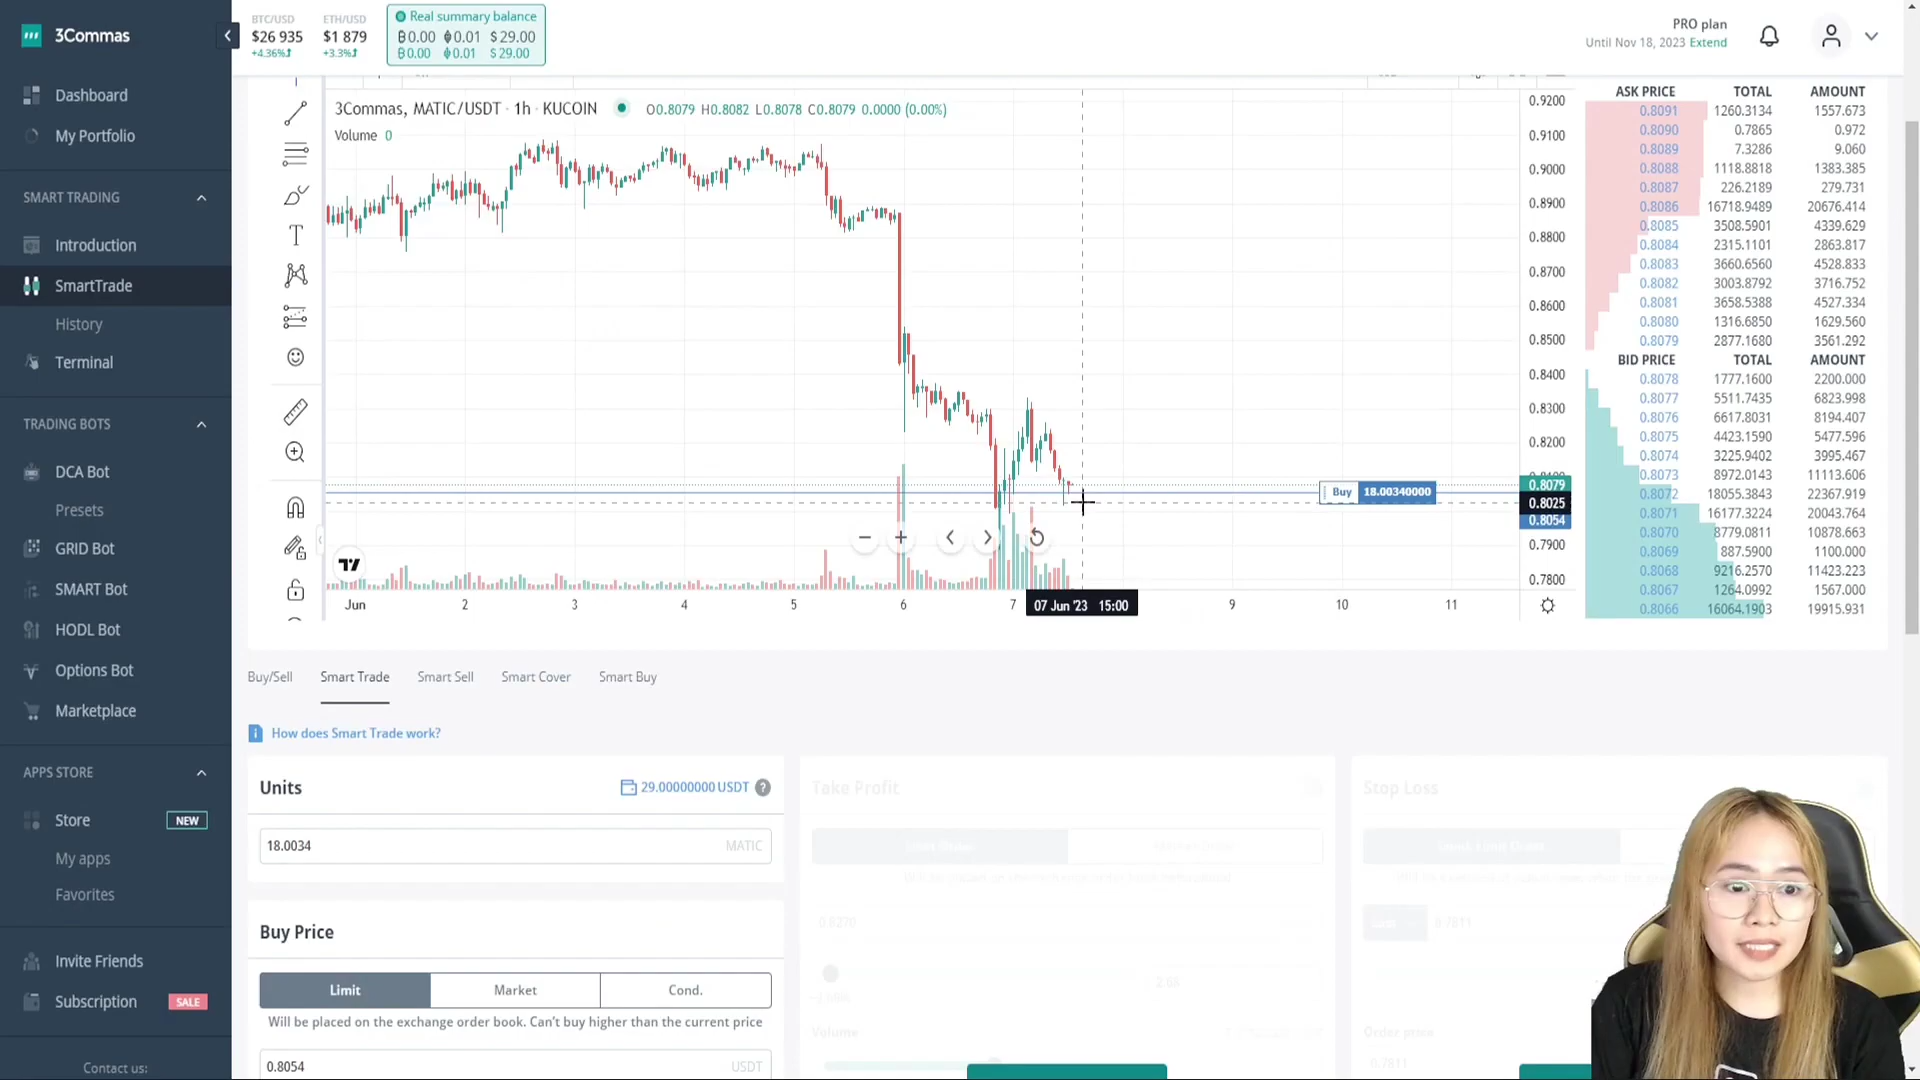 3Commas
BTC/USD
$26 935
+4.36%
ETH/USD
$1 879
+3.3%
Real summary balance
0.00 0.01 $29.00
0.00 0.01 $29.00
PRO plan
Until Nov 18, 2023 Extend
Dashboard
My Portfolio
SMART TRADING
Introduction
SmartTrade
History
Terminal
TRADING BOTS
DCA Bot
Presets
GRID Bot
SMART Bot
HODL Bot
Options Bot
Marketplace
APPS STORE
Store NEW
My apps
Favorites
Invite Friends
Subscription SALE
Contact us:
3Commas, MATIC/USDT · 1h · KUCOIN O0.8079 H0.8082 L0.8078 C0.8079 0.0000 (0.00%)
Volume 0
0.9200
0.9100
0.9000
0.8900
0.8800
0.8700
0.8600
0.8500
0.8400
0.8300
0.8200
0.8079
Buy 18.00340000
0.8025
0.8054
0.7900
0.7800
Jun 2 3 4 5 6 7 07 Jun '23 15:00 9 10 11
ASK PRICE TOTAL AMOUNT
0.8091 1260.3134 1557.673
0.8090 0.7865 0.972
0.8089 7.3286 9.060
0.8088 1118.8818 1383.385
0.8087 226.2189 279.731
0.8086 16718.9489 20676.414
0.8085 3508.5901 4339.629
0.8084 2315.1101 2863.817
0.8083 3660.6560 4528.833
0.8082 3003.8792 3716.752
0.8081 3658.5388 4527.334
0.8080 1316.6850 1629.560
0.8079 2877.1680 3561.292
BID PRICE TOTAL AMOUNT
0.8078 1777.1600 2200.000
0.8077 5511.7435 6823.998
0.8076 6617.8031 8194.407
0.8075 4423.1590 5477.596
0.8074 3225.9402 3995.467
0.8073 8972.0143 11113.606
0.8072 18055.3843 22367.919
0.8071 16177.3224 20043.764
0.8070 8779.0811 10878.663
0.8069 887.5900 1100.000
0.8068 9216.2570 11423.223
0.8067 1264.0992 1567.000
0.8066 16064.1903 19915.931
Buy/Sell Smart Trade Smart Sell Smart Cover Smart Buy
How does Smart Trade work?
Units 29.00000000 USDT
18.0034 MATIC
Buy Price
Limit Market Cond.
Will be placed on the exchange order book. Can't buy higher than the current price
0.8054 USDT
Take Profit
0.8270
2.68
Volume
Stop Loss
0.7811
Order price
0.7811